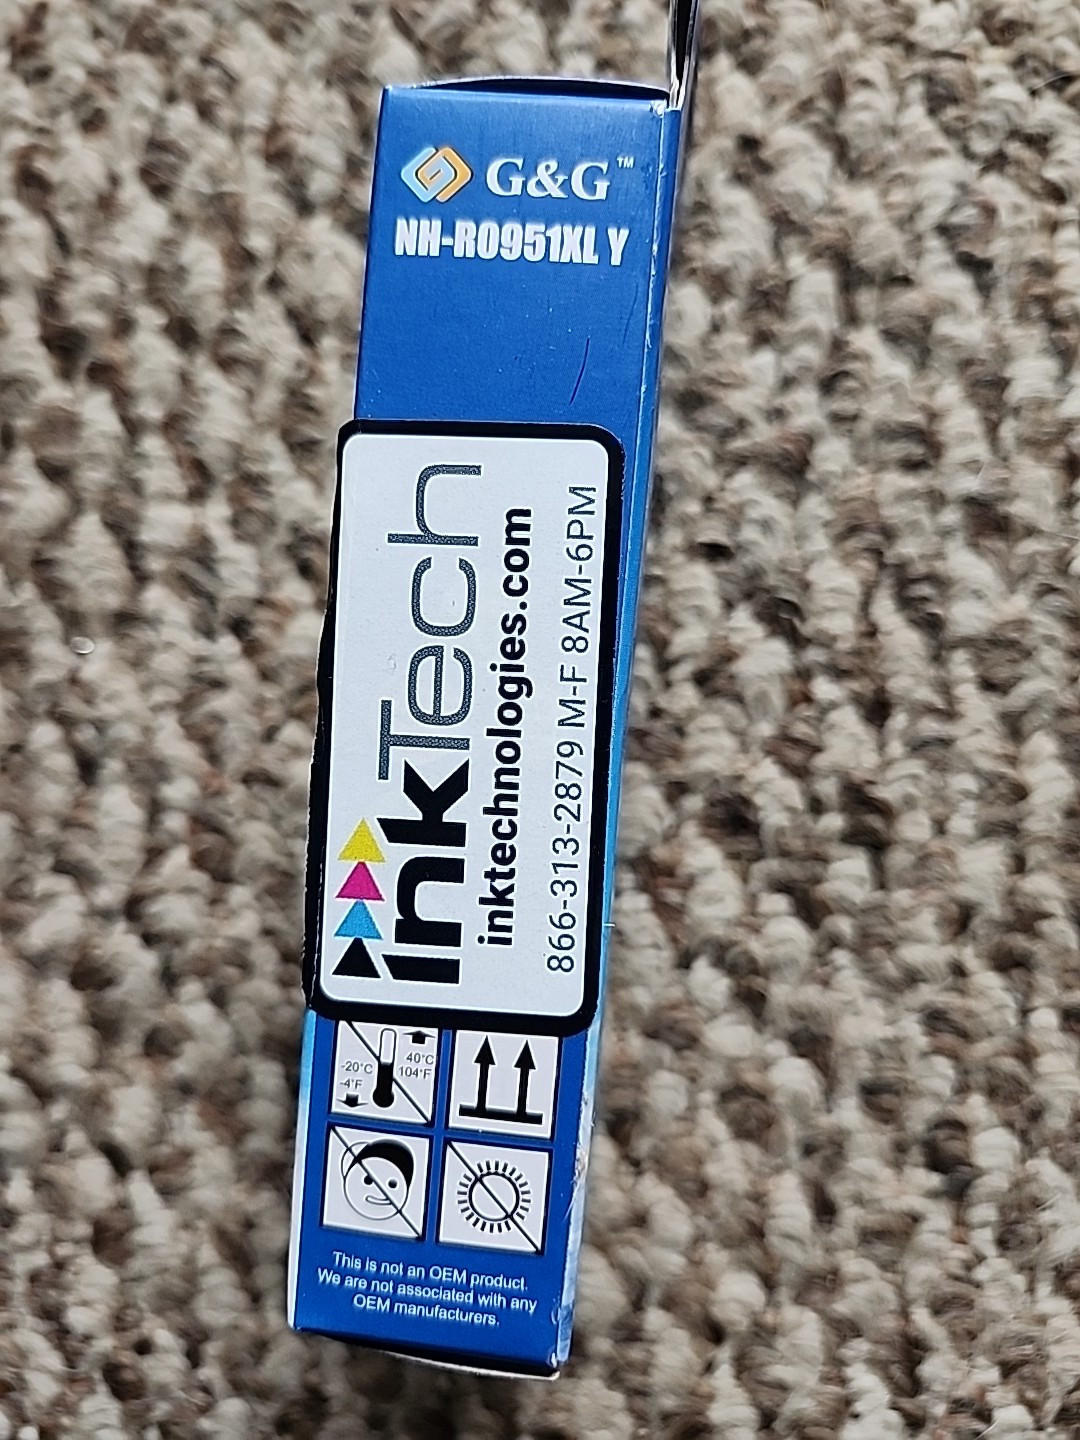 G&G™
NH-R0951XL Y
inkTech
inktechnologies.com
866-313-2879 M-F 8AM-6PM
-20°C
-4°F
40°C
104°F
This is not an OEM product.
We are not associated with any
OEM manufacturers.